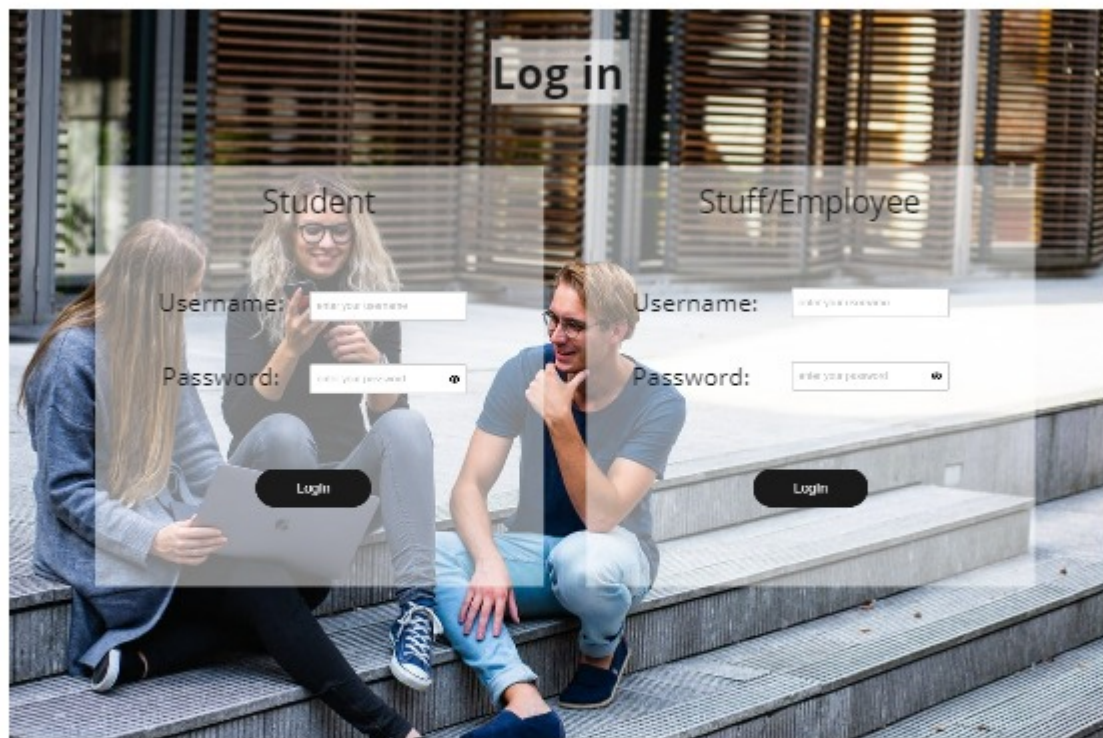 Log in
Student
Username: enter your username
Password: enter your password
LogIn
Stuff/Employee
Username: enter your username
Password: enter your password
LogIn